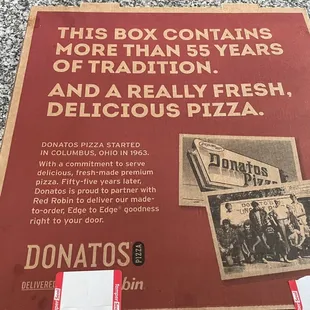 THIS BOX CONTAINS
MORE THAN 55 YEARS
OF TRADITION.
AND A REALLY FRESH,
DELICIOUS PIZZA.
DONATOS PIZZA STARTED
IN COLUMBUS, OHIO IN 1963.
With a commitment to serve
delicious, fresh-made premium
pizza. Fifty-five years later,
Donatos is proud to partner with
Red Robin to deliver our made-
to-order, Edge to Edge® goodness
right to your door.
Donatos
Pizza
DONATOS PIZZA
DELIVERED